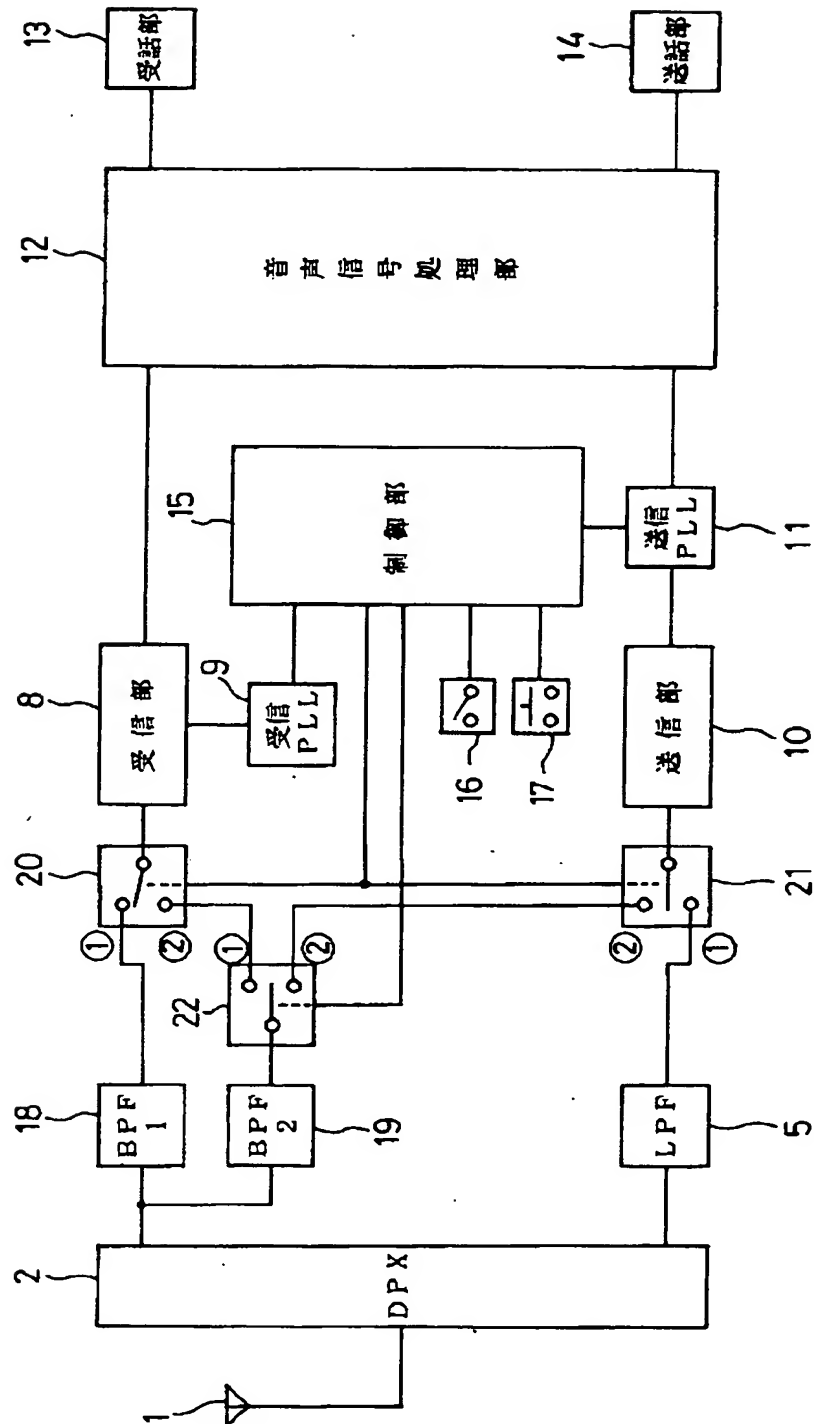 13
受話部
14
送話部
12
音声信号処理部
15
制御部
送信
PLL
11
8
受信部
9
受信
PLL
16
17
送信部
10
20
①
②
22
①
②
21
②
①
18
BPF
1
BPF
2
19
LPF
5
2
DPX
1